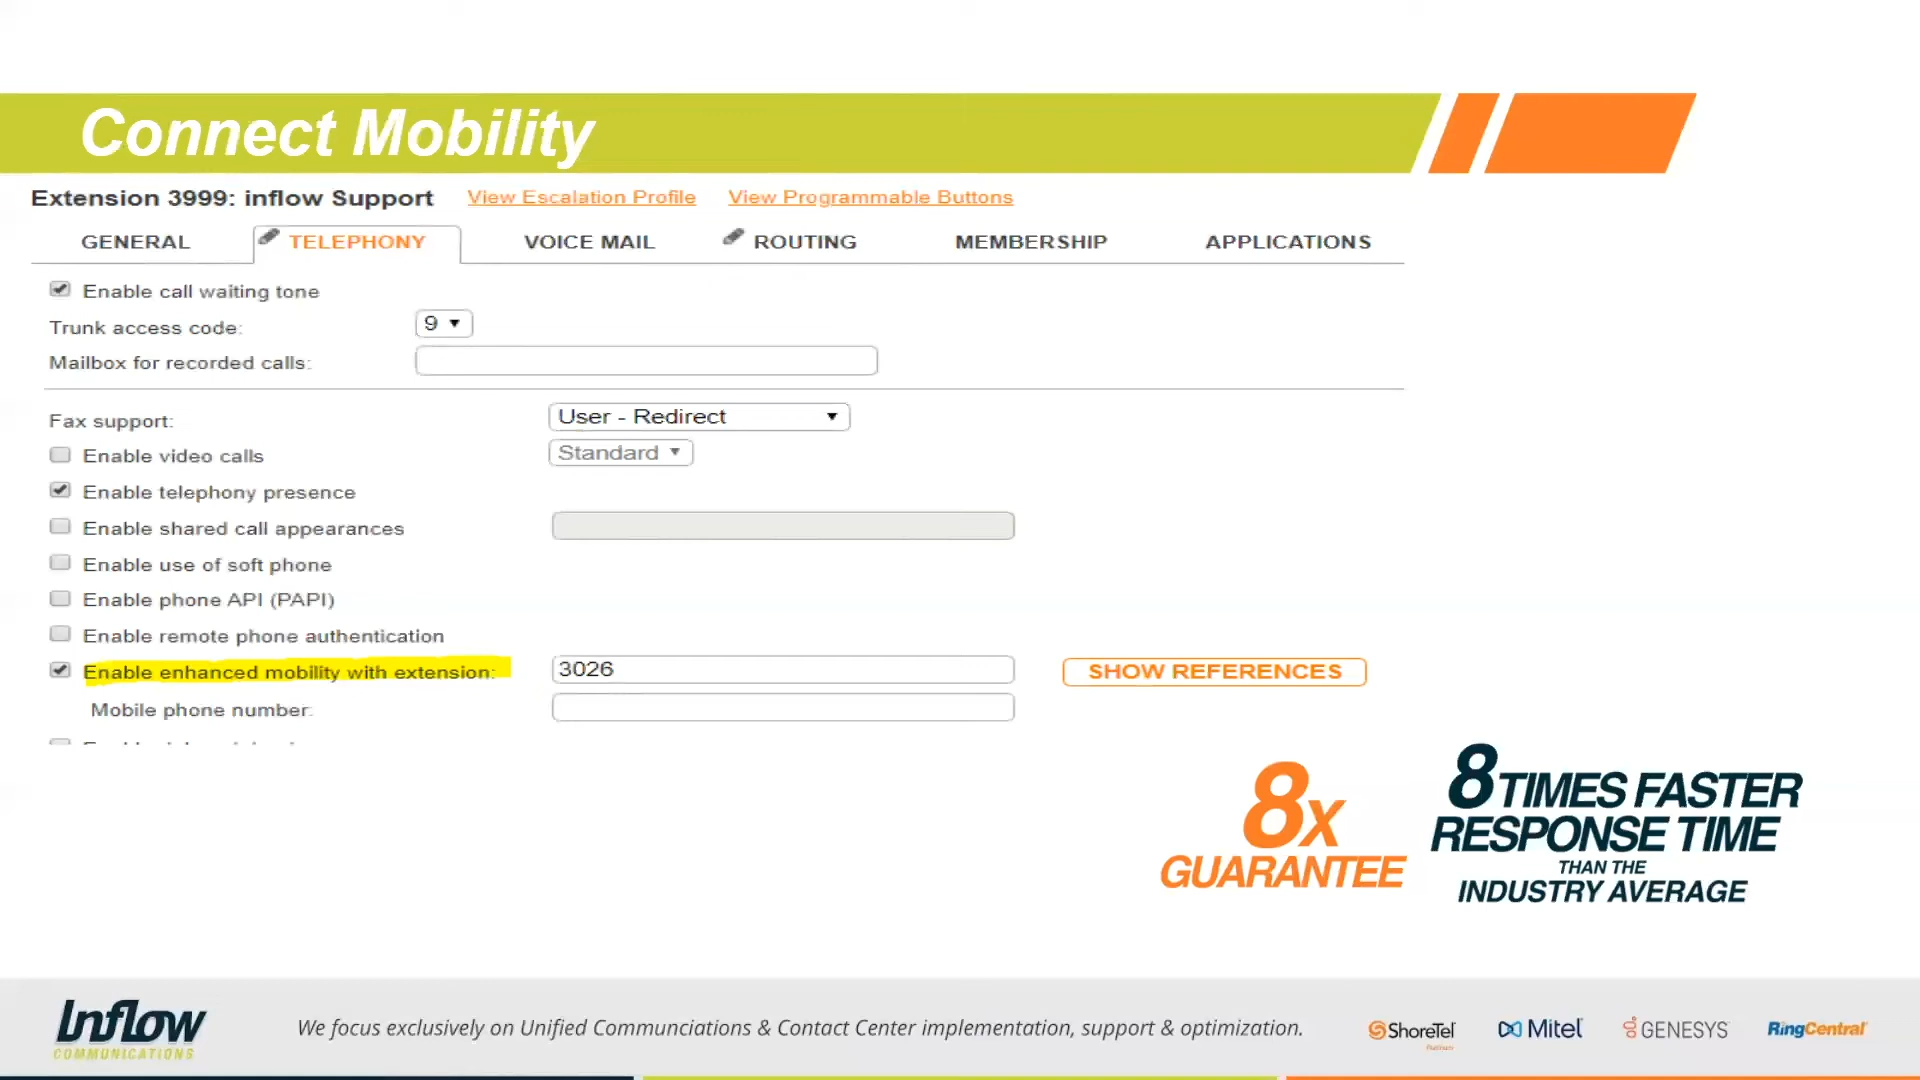 Connect Mobility
Extension 3999: inflow Support View Escalation Profile View Programmable Buttons
GENERAL TELEPHONY VOICE MAIL ROUTING MEMBERSHIP APPLICATIONS
Enable call waiting tone
Trunk access code: 9
Mailbox for recorded calls:
Fax support: User - Redirect
Enable video calls Standard
Enable telephony presence
Enable shared call appearances
Enable use of soft phone
Enable phone API (PAPI)
Enable remote phone authentication
Enable enhanced mobility with extension: 3026 SHOW REFERENCES
Mobile phone number:
8x
GUARANTEE
8 TIMES FASTER
RESPONSE TIME
THAN THE
INDUSTRY AVERAGE
Inflow
COMMUNICATIONS
We focus exclusively on Unified Communciations & Contact Center implementation, support & optimization.
ShoreTel
Platinum
Mitel
GENESYS
RingCentral